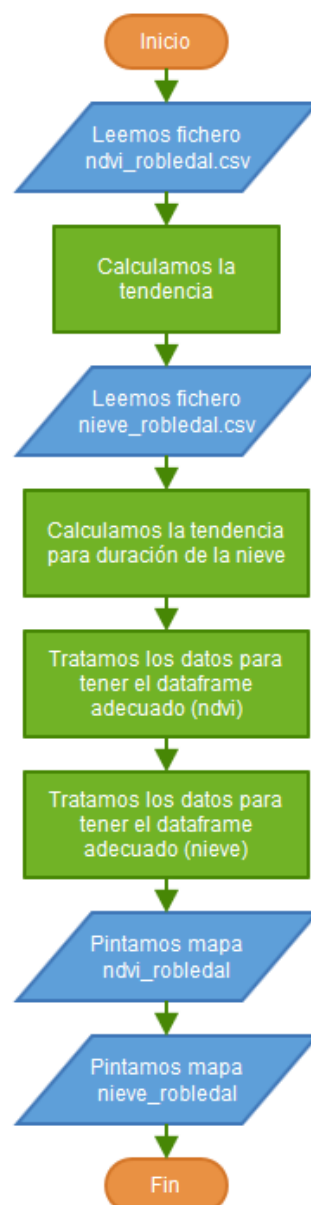 Inicio
Leemos fichero
ndvi_robledal.csv
Calculamos la
tendencia
Leemos fichero
nieve_robledal.csv
Calculamos la tendencia
para duración de la nieve
Tratamos los datos para
tener el dataframe
adecuado (ndvi)
Tratamos los datos para
tener el dataframe
adecuado (nieve)
Pintamos mapa
ndvi_robledal
Pintamos mapa
nieve_robledal
Fin